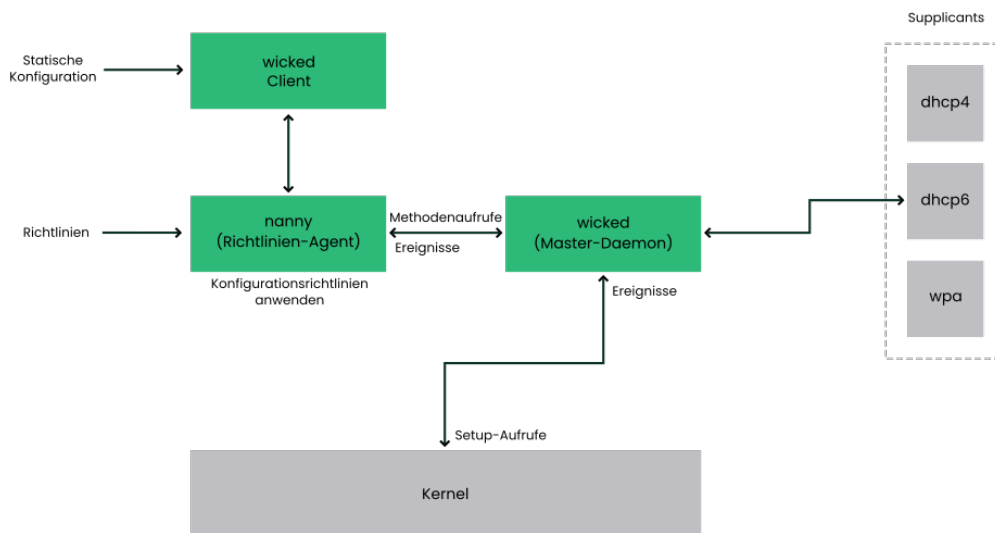 Supplicants
Statische
Konfiguration
wicked
Client
dhcp4
Richtlinien
nanny
(Richtlinien-Agent)
Methodenaufrufe
Ereignisse
wicked
(Master-Daemon)
dhcp6
Konfigurationsrichtlinien
anwenden
Ereignisse
wpa
Setup-Aufrufe
Kernel